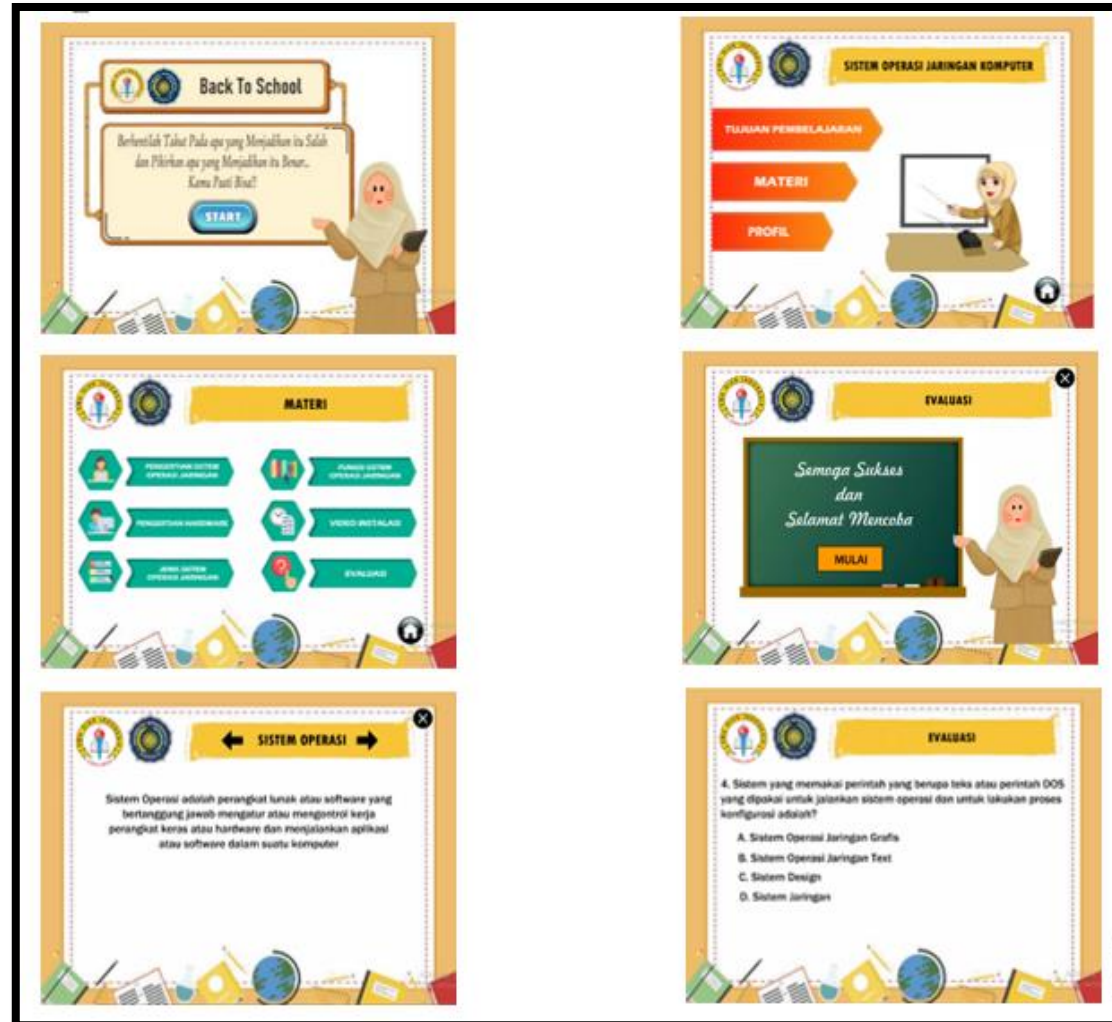 Back To School
Berhentilah Takut Pada apa yang Menjadikan itu Salah
dan Pikirkan apa yang Menjadikan itu Benar...
Kamu Pasti Bisa!!
START
SISTEM OPERASI JARINGAN KOMPUTER
TUJUAN PEMBELAJARAN
MATERI
PROFIL
MATERI
PENGERTIAN SISTEM
OPERASI JARINGAN
FUNGSI SISTEM
OPERASI JARINGAN
PENGERTIAN HARDWARE
VIDEO INSTALASI
JENIS SISTEM
OPERASI JARINGAN
EVALUASI
EVALUASI
Semoga Sukses
dan
Selamat Mencoba
MULAI
SISTEM OPERASI
Sistem Operasi adalah perangkat lunak atau software yang
bertanggung jawab mengatur atau mengontrol kerja
perangkat keras atau hardware dan menjalankan aplikasi
atau software dalam suatu komputer
EVALUASI
4. Sistem yang memakai perintah yang berupa teks atau perintah DOS
yang dipakai untuk jalankan sistem operasi dan untuk lakukan proses
konfigurasi adalah?
A. Sistem Operasi Jaringan Grafis
B. Sistem Operasi Jaringan Text
C. Sistem Design
D. Sistem Jaringan